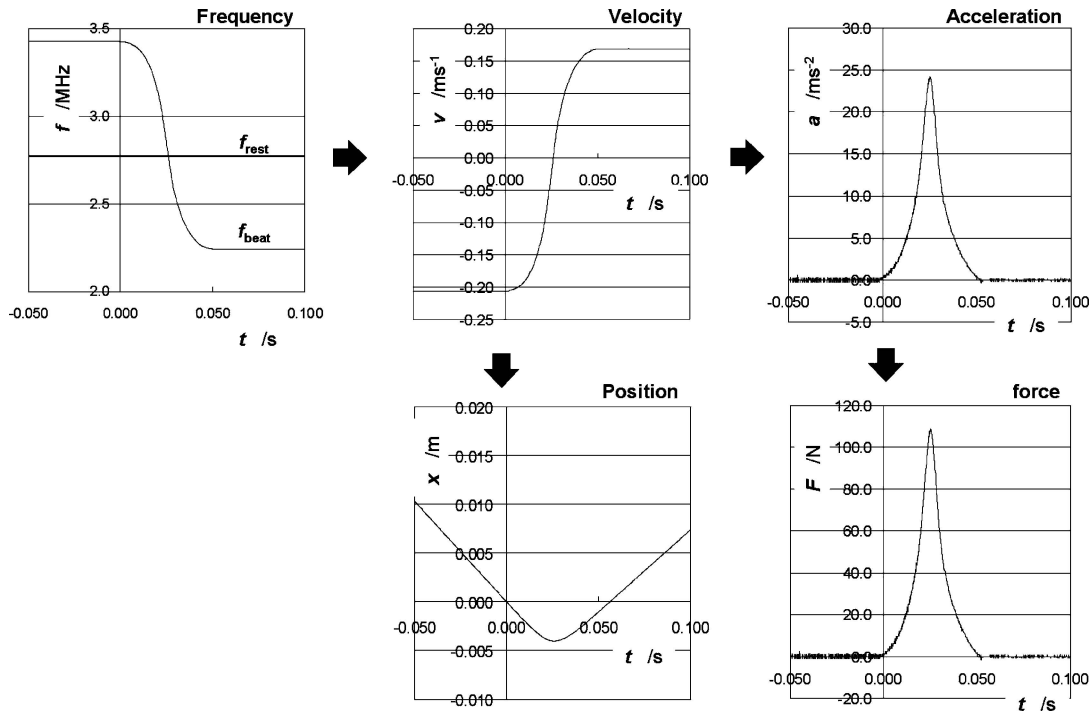 Frequency
3.5
3.0
2.5
2.0
f /MHz
f_rest
f_beat
-0.050 0.000 0.050 0.100
t /s
Velocity
0.20
0.15
0.10
0.05
0.00
-0.05
-0.10
-0.15
-0.20
-0.25
v /ms⁻¹
-0.050 0.000 0.050 0.100
t /s
Acceleration
30.0
25.0
20.0
15.0
10.0
5.0
0.0
-5.0
a /ms⁻²
-0.050 0.000 0.050 0.100
t /s
Position
0.020
0.015
0.010
0.005
0.000
-0.005
-0.010
x /m
-0.050 0.000 0.050 0.100
t /s
force
120.0
100.0
80.0
60.0
40.0
20.0
0.0
-20.0
F /N
-0.050 0.000 0.050 0.100
t /s